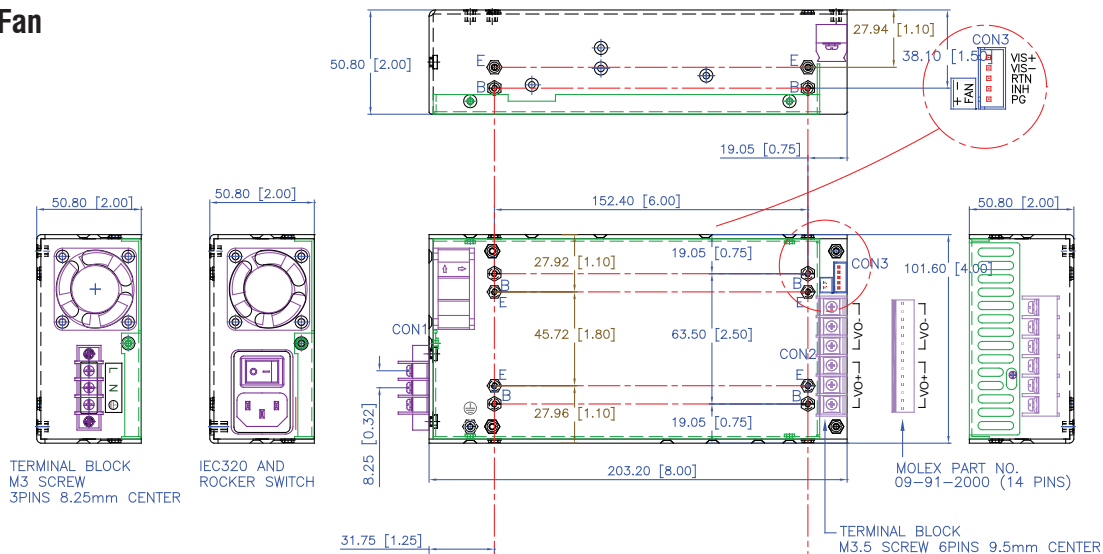 Fan
50.80 [2.00]
E
E
B
B
27.94 [1.10]
38.10 [1.50]
19.05 [0.75]
CON3
VIS+
VIS-
RTN
INH
PG
- +
FAN
50.80 [2.00]
L N
TERMINAL BLOCK
M3 SCREW
3PINS 8.25mm CENTER
50.80 [2.00]
IEC320 AND
ROCKER SWITCH
152.40 [6.00]
27.92 [1.10]
19.05 [0.75]
B
E
B
E
45.72 [1.80]
63.50 [2.50]
E
B
E
B
27.96 [1.10]
19.05 [0.75]
CON1
CON2
CON3
101.60 [4.00]
VO-
VO+
VO-
VO+
8.25 [0.32]
203.20 [8.00]
31.75 [1.25]
MOLEX PART NO.
09-91-2000 (14 PINS)
TERMINAL BLOCK
M3.5 SCREW 6PINS 9.5mm CENTER
50.80 [2.00]